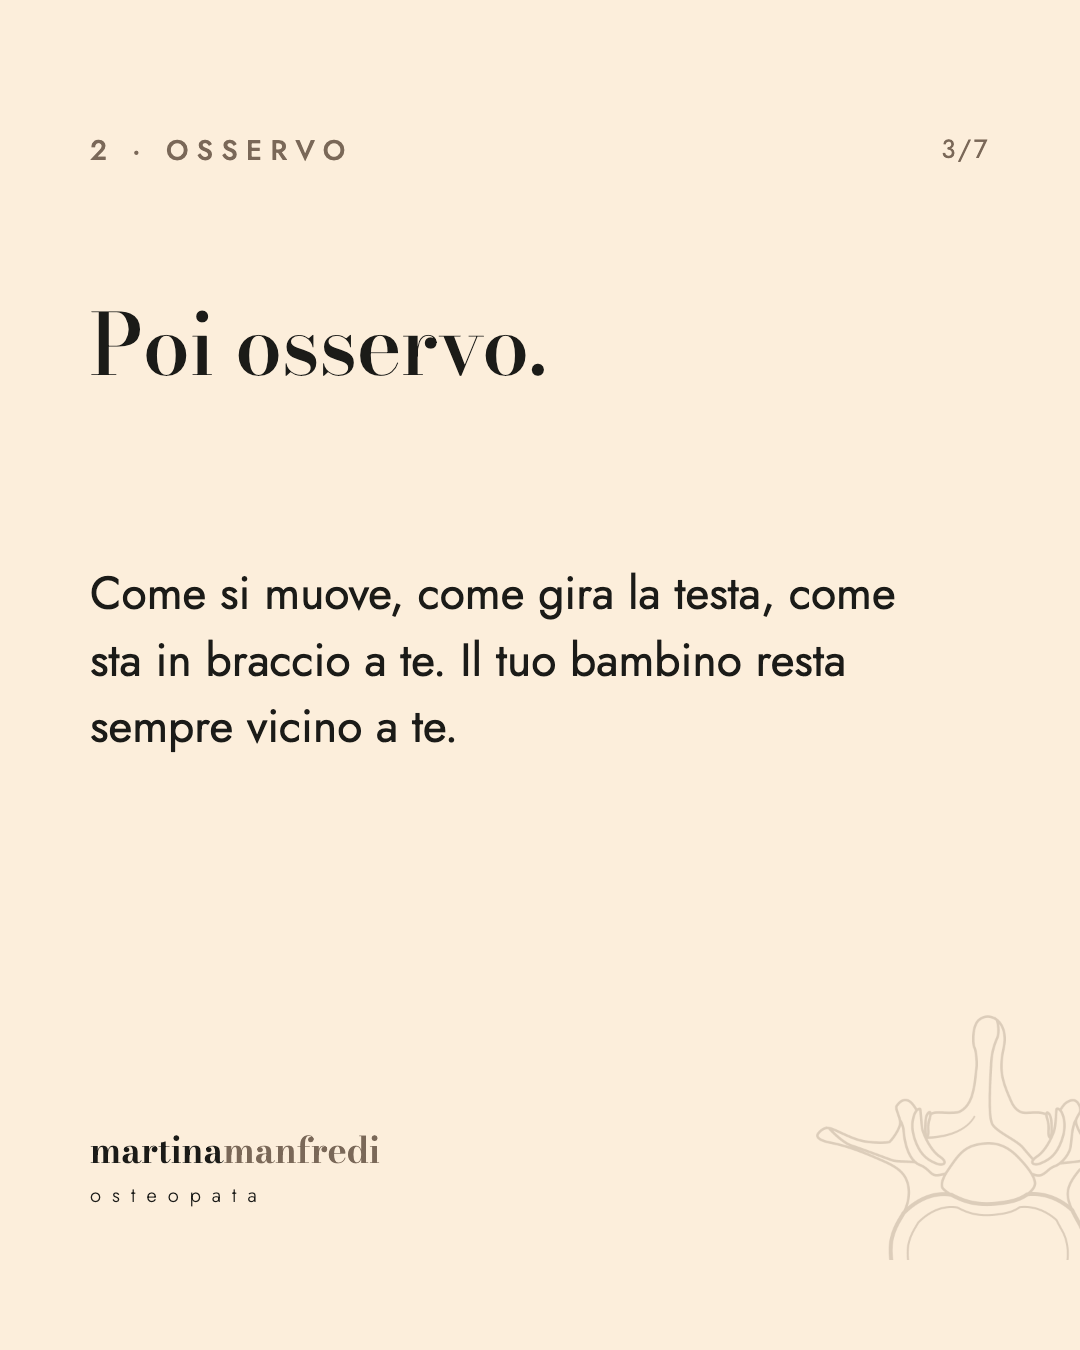 2 · OSSERVO
3/7
Poi osservo.
Come si muove, come gira la testa, come
sta in braccio a te. Il tuo bambino resta
sempre vicino a te.
martinamanfredi
osteopata